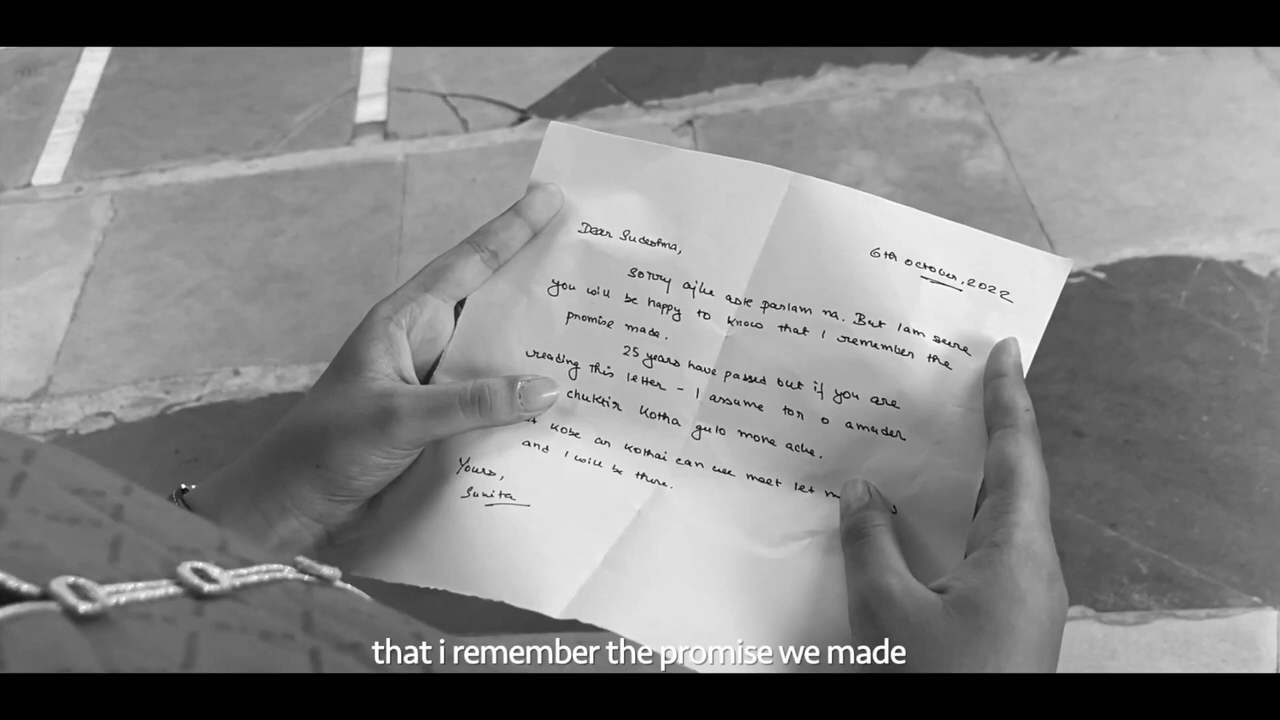 6th october, 2022
Dear Sudeshna,
sorry ajke aste parlam na. But I am sure
you will be happy to know that I remember the
promise made.
25 years have passed but if you are
reading this letter - I assume tor o amader
chuktir kotha gulo mone ache.
kobe an kothai can we meet let
and I will be there.
Yours,
Sunita
that i remember the promise we made